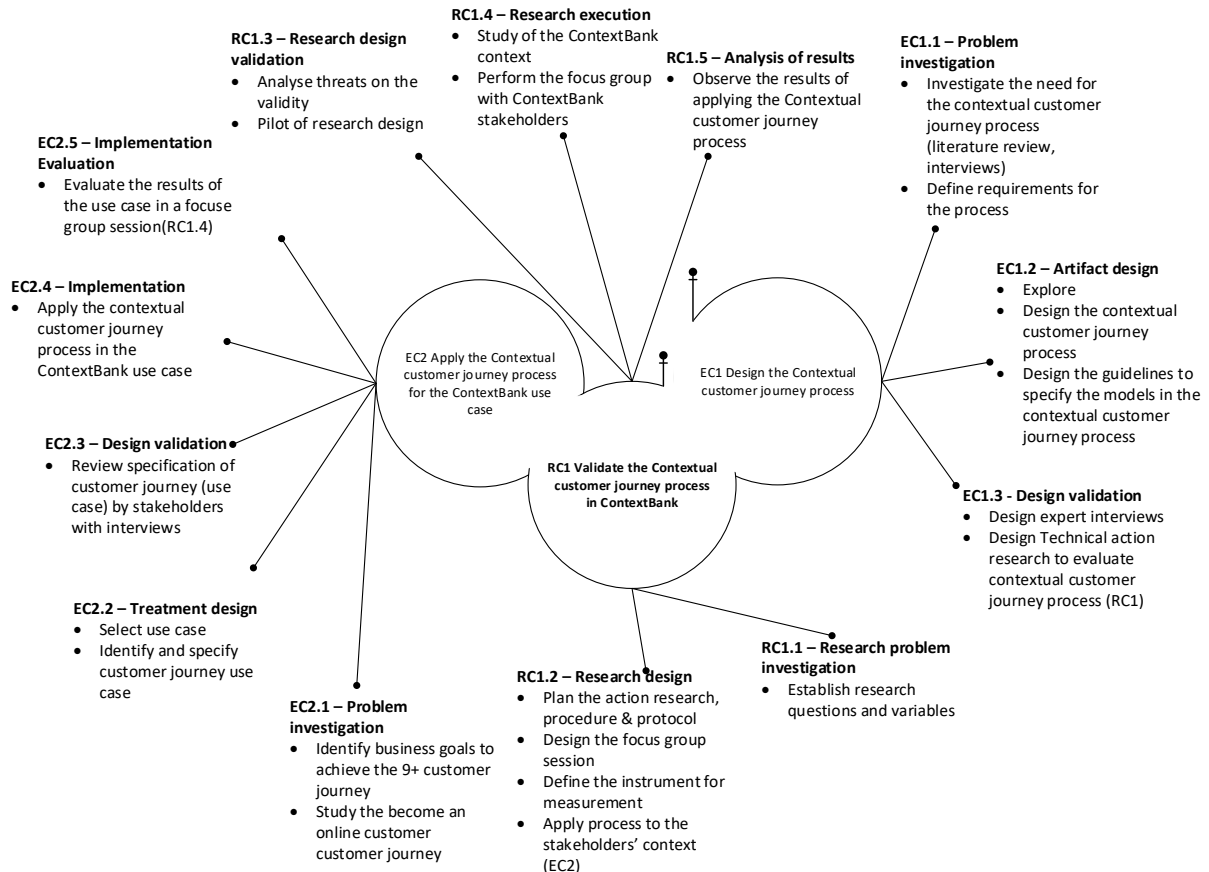 RC1.4 – Research execution
• Study of the ContextBank
context
• Perform the focus group
with ContextBank
stakeholders
RC1.3 – Research design
validation
• Analyse threats on the
validity
• Pilot of research design
RC1.5 – Analysis of results
• Observe the results of
applying the Contextual
customer journey
process
EC1.1 – Problem
investigation
• Investigate the need for
the contextual customer
journey process
(literature review,
interviews)
• Define requirements for
the process
EC2.5 – Implementation
Evaluation
• Evaluate the results of
the use case in a focuse
group session(RC1.4)
EC1.2 – Artifact design
• Explore
• Design the contextual
customer journey
process
• Design the guidelines to
specify the models in the
contextual customer
journey process
EC2.4 – Implementation
• Apply the contextual
customer journey
process in the
ContextBank use case
EC2 Apply the Contextual
customer journey process
for the ContextBank use
case
EC1 Design the Contextual
customer journey process
EC2.3 – Design validation
• Review specification of
customer journey (use
case) by stakeholders
with interviews
RC1 Validate the Contextual
customer journey process
in ContextBank
EC1.3 - Design validation
• Design expert interviews
• Design Technical action
research to evaluate
contextual customer
journey process (RC1)
EC2.2 – Treatment design
• Select use case
• Identify and specify
customer journey use
case
RC1.1 – Research problem
investigation
• Establish research
questions and variables
RC1.2 – Research design
• Plan the action research,
procedure & protocol
• Design the focus group
session
• Define the instrument for
measurement
• Apply process to the
stakeholders’ context
(EC2)
EC2.1 – Problem
investigation
• Identify business goals to
achieve the 9+ customer
journey
• Study the become an
online customer
customer journey